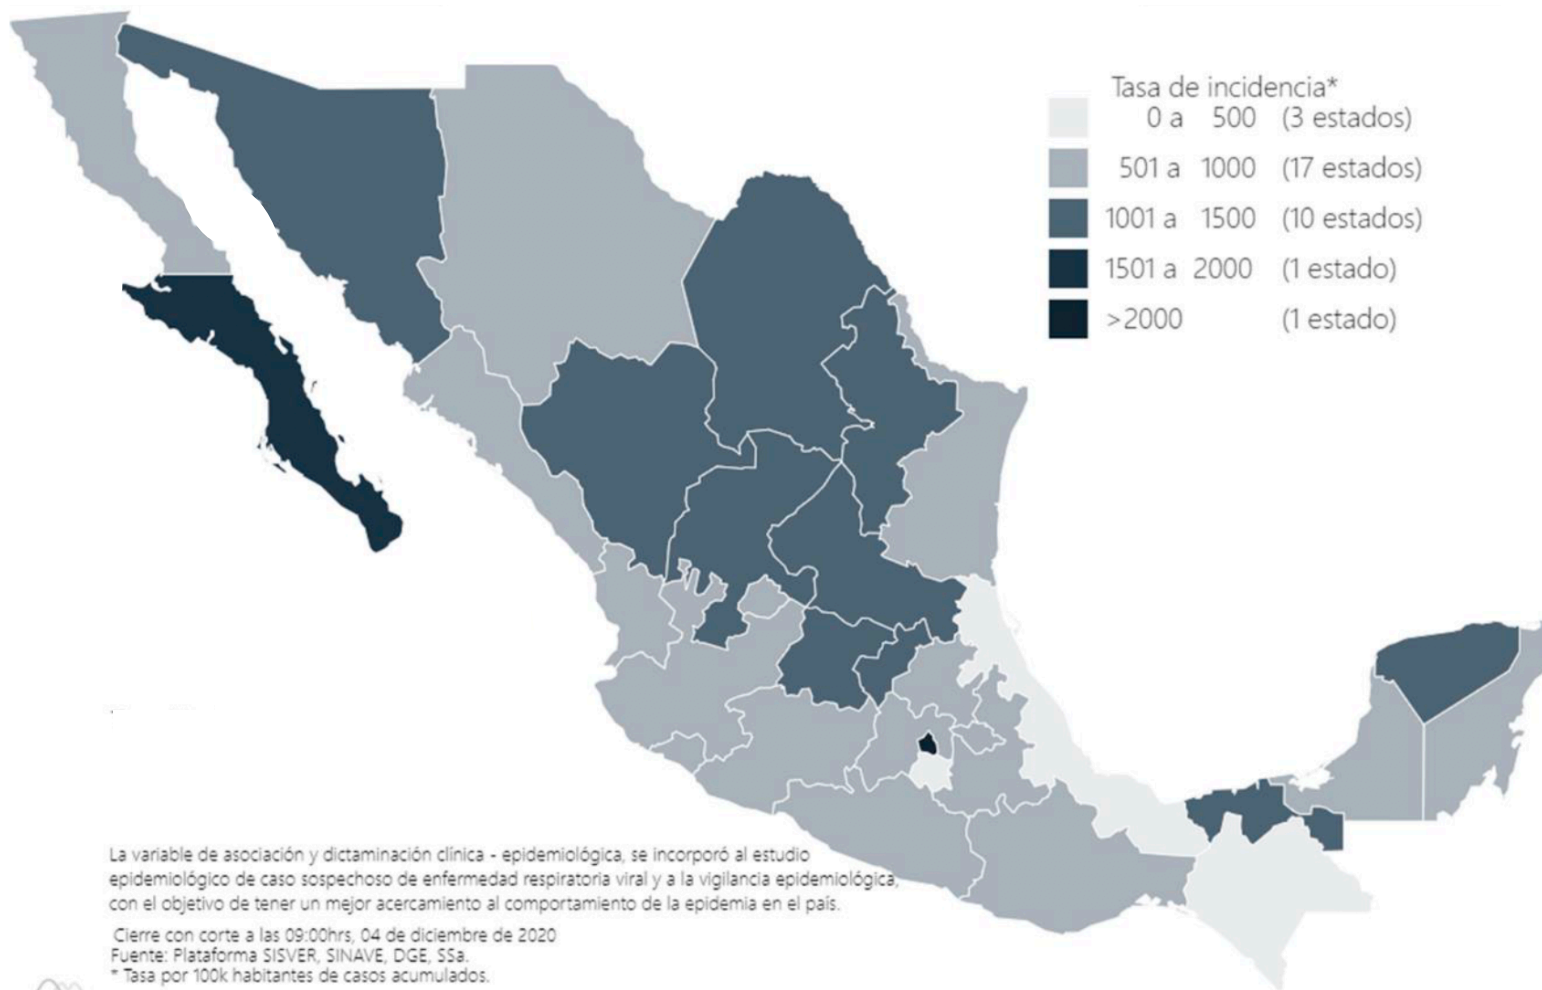 Tasa de incidencia*
0 a 500 (3 estados)
501 a 1000 (17 estados)
1001 a 1500 (10 estados)
1501 a 2000 (1 estado)
>2000 (1 estado)
La variable de asociación y dictaminación clínica - epidemiológica, se incorporó al estudio
epidemiológico de caso sospechoso de enfermedad respiratoria viral y a la vigilancia epidemiológica,
con el objetivo de tener un mejor acercamiento al comportamiento de la epidemia en el país.
Cierre con corte a las 09:00hrs, 04 de diciembre de 2020
Fuente: Plataforma SISVER, SINAVE, DGE, SSa.
* Tasa por 100k habitantes de casos acumulados.